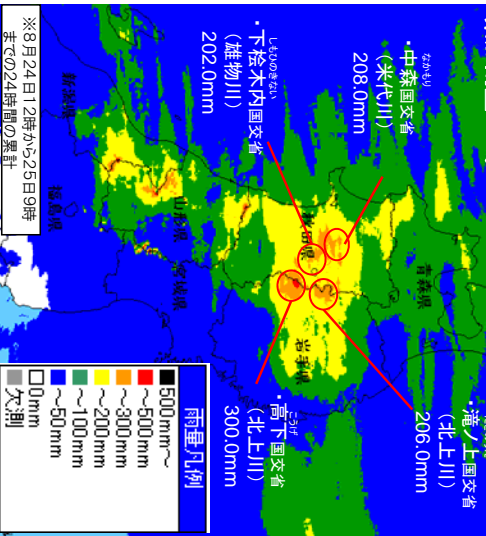 なかもり
・中森国交省
（米代川）
208.0mm
しもひのきない
・下桧木内国交省
（雄物川）
202.0mm
・滝ノ上国交省
（北上川）
206.0mm
こうげ
・高下国交省
（北上川）
300.0mm
青森県
秋田県
岩手県
山形県
宮城県
新潟県
福島県
※8月24日12時から25日9時
までの24時間の累計
雨量凡例
500mm～
～500mm
～300mm
～200mm
～100mm
～50mm
0mm
欠測